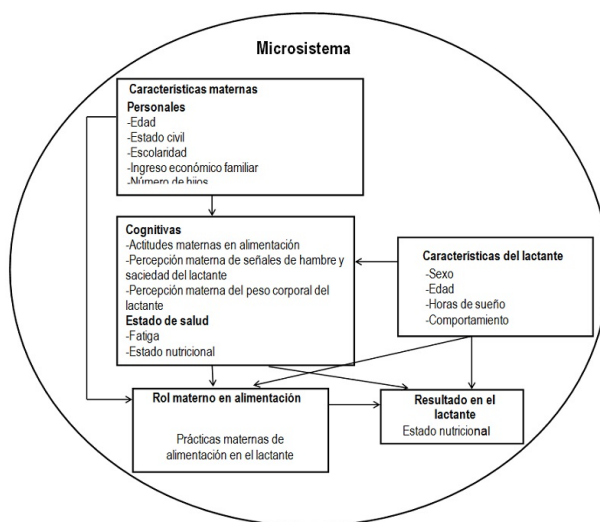 Microsistema
Características maternas
Personales
-Edad
-Estado civil
-Escolaridad
-Ingreso económico familiar
-Número de hijos
Cognitivas
-Actitudes maternas en alimentación
-Percepción materna de señales de hambre y
saciedad del lactante
-Percepción materna del peso corporal del
lactante
Estado de salud
-Fatiga
-Estado nutricional
Características del lactante
-Sexo
-Edad
-Horas de sueño
-Comportamiento
Rol materno en alimentación
Prácticas maternas de
alimentación en el lactante
Resultado en el
lactante
Estado nutricional